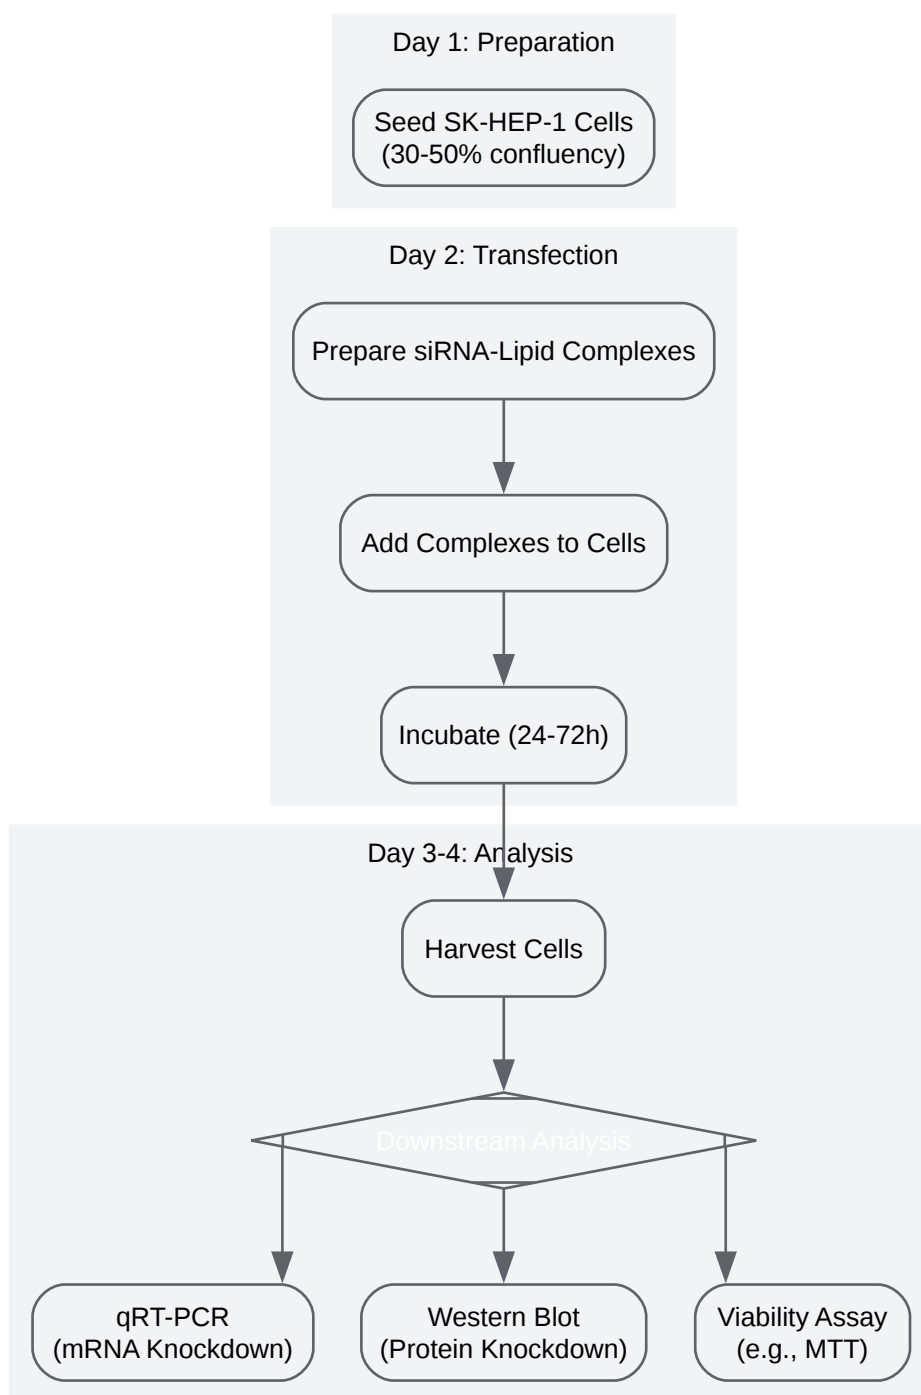 Day 1: Preparation
Seed SK-HEP-1 Cells
(30-50% confluency)
Day 2: Transfection
Prepare siRNA-Lipid Complexes
Add Complexes to Cells
Incubate (24-72h)
Day 3-4: Analysis
Harvest Cells
Downstream Analysis
qRT-PCR
(mRNA Knockdown)
Western Blot
(Protein Knockdown)
Viability Assay
(e.g., MTT)